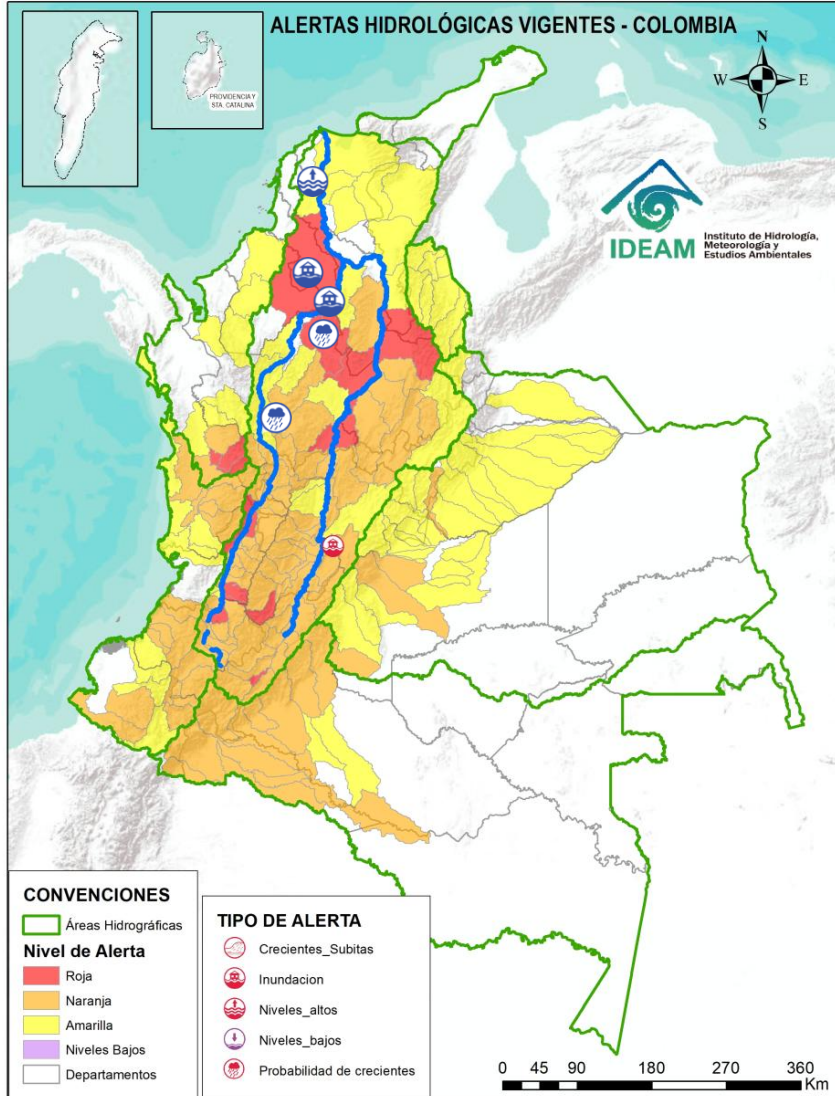 ALERTAS HIDROLÓGICAS VIGENTES - COLOMBIA
PROVIDENCIA Y
STA. CATALINA
N
W
E
S
IDEAM
Instituto de Hidrología,
Meteorología y
Estudios Ambientales
CONVENCIONES
Áreas Hidrográficas
Nivel de Alerta
Roja
Naranja
Amarilla
Niveles Bajos
Departamentos
TIPO DE ALERTA
Crecientes_Subitas
Inundacion
Niveles_altos
Niveles_bajos
Probabilidad de crecientes
0 45 90 180 270 360
Km